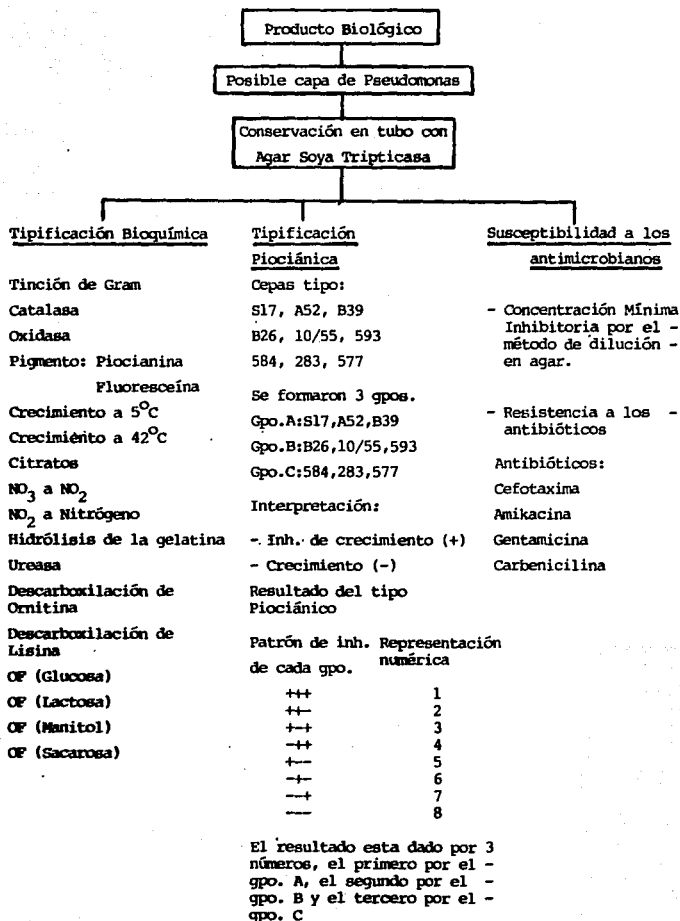 Producto Biológico
Posible capa de Pseudomonas
Conservación en tubo con
Agar Soya Tripticasa
Tipificación Bioquímica
Tinción de Gram
Catalasa
Oxidasa
Pigmento: Piocianina
Fluoresceína
Crecimiento a 5°C
Crecimiento a 42°C
Citratos
NO3 a NO2
NO2 a Nitrógeno
Hidrólisis de la gelatina
Ureasa
Descarboxilación de
Ornitina
Descarboxilación de
Lisina
OF (Glucosa)
OF (Lactosa)
OF (Manitol)
OF (Sacarosa)
Tipificación
Piociánica
Cepas tipo:
S17, A52, B39
B26, 10/55, 593
584, 283, 577
Se formaron 3 gpos.
Gpo.A:S17,A52,B39
Gpo.B:B26,10/55,593
Gpo.C:584,283,577
Interpretación:
- Inh. de crecimiento (+)
- Crecimiento (-)
Resultado del tipo
Piociánico
Patrón de inh. Representación
de cada gpo. numérica
+++ 1
++- 2
+-+ 3
-++ 4
+-- 5
-+- 6
--+ 7
--- 8
El resultado esta dado por 3
números, el primero por el -
gpo. A, el segundo por el -
gpo. B y el tercero por el -
gpo. C
Susceptibilidad a los
antimicrobianos
- Concentración Mínima
Inhibitoria por el -
método de dilución -
en agar.
- Resistencia a los -
antibióticos
Antibióticos:
Cefotaxima
Amikacina
Gentamicina
Carbenicilina